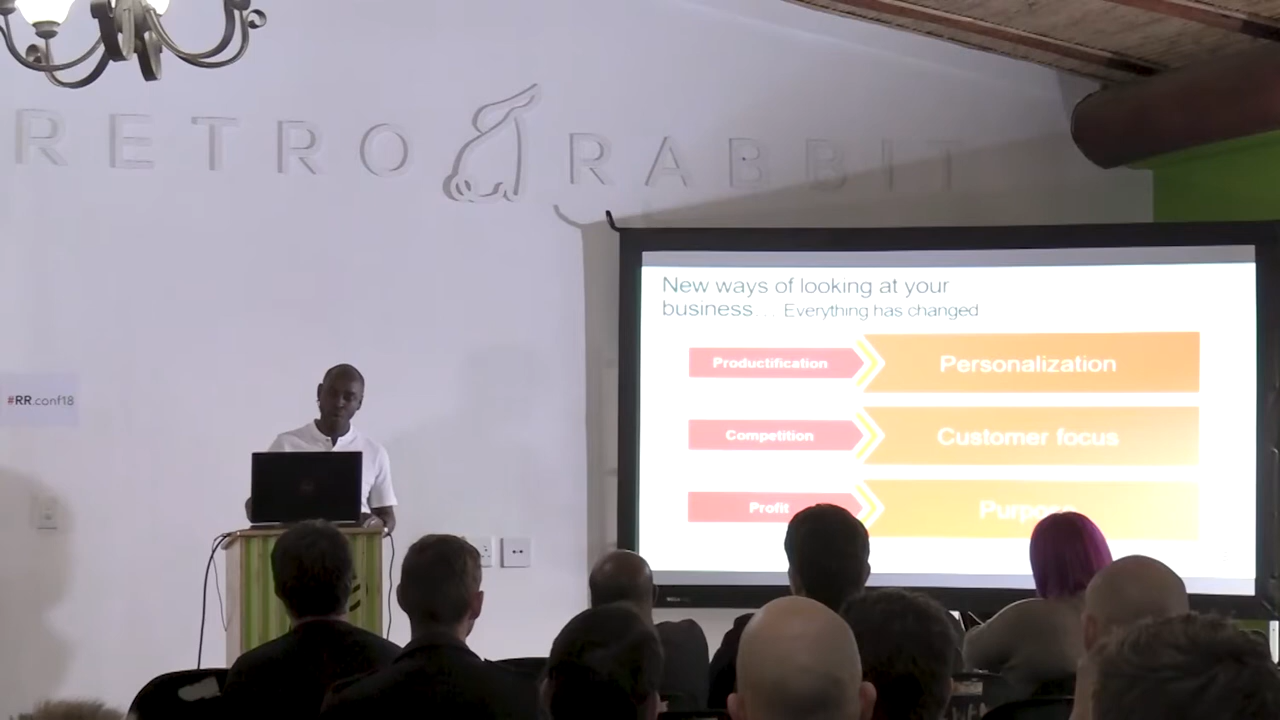 RETRO RABBIT
New ways of looking at your
business... Everything has changed
Productification
Personalization
Competition
Customer focus
Profit
#RR.conf18